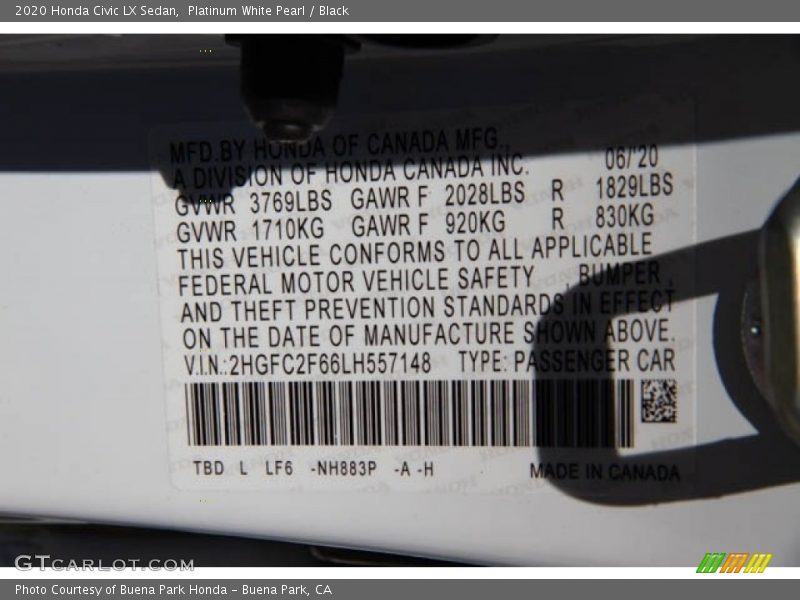 2020 Honda Civic LX Sedan, Platinum White Pearl / Black
MFD.BY HONDA OF CANADA MFG.,
A DIVISION OF HONDA CANADA INC. 06/'20
GVWR 3769LBS GAWR F 2028LBS R 1829LBS
GVWR 1710KG GAWR F 920KG R 830KG
THIS VEHICLE CONFORMS TO ALL APPLICABLE
FEDERAL MOTOR VEHICLE SAFETY , BUMPER ,
AND THEFT PREVENTION STANDARDS IN EFFECT
ON THE DATE OF MANUFACTURE SHOWN ABOVE.
V.I.N.:2HGFC2F66LH557148 TYPE: PASSENGER CAR
TBD L LF6 -NH883P -A -H MADE IN CANADA
GTCARLOT.COM
Photo Courtesy of Buena Park Honda – Buena Park, CA